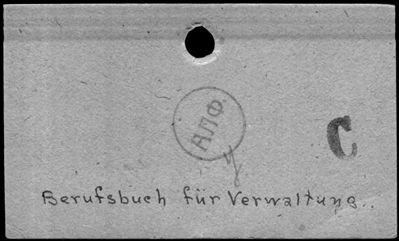 АПФ
C
Berufsbuch für Verwaltung..